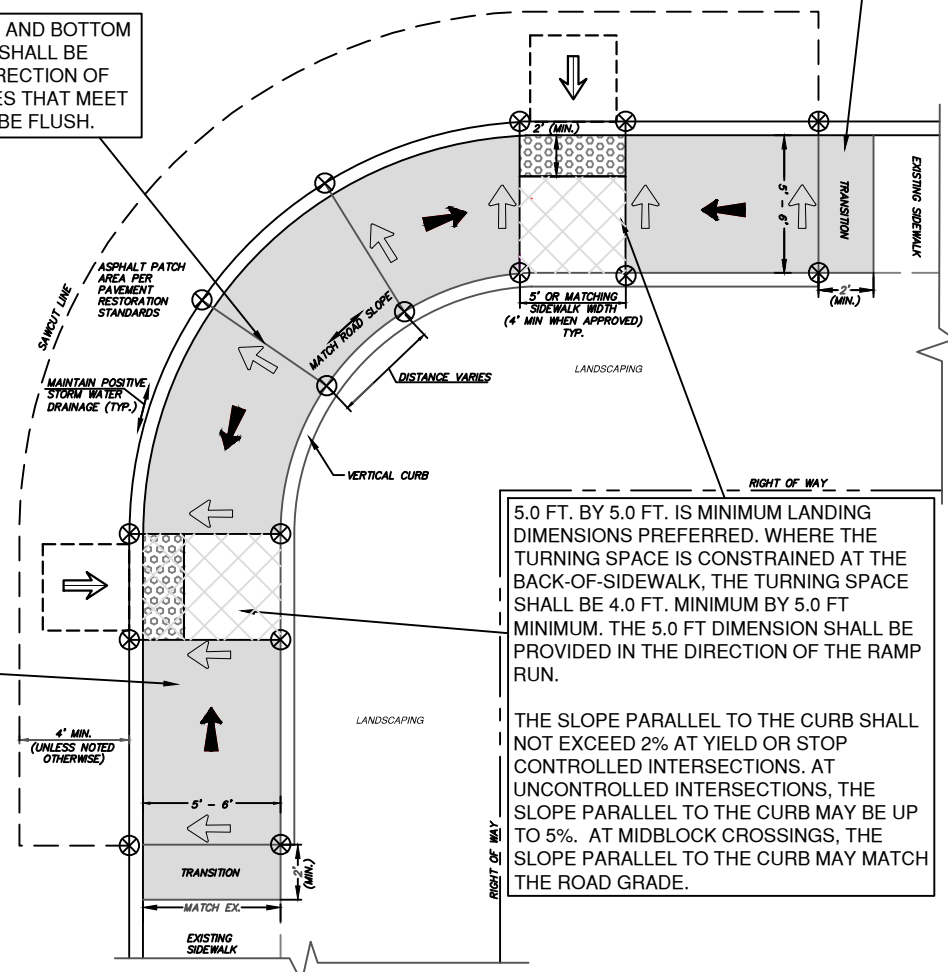 AND BOTTOM
SHALL BE
RECTION OF
ES THAT MEET
BE FLUSH.
2' (MIN.)
5' - 6'
TRANSITION
EXISTING SIDEWALK
2'
(MIN.)
5' OR MATCHING
SIDEWALK WIDTH
(4' MIN WHEN APPROVED)
TYP.
ASPHALT PATCH
AREA PER
PAVEMENT
RESTORATION
STANDARDS
SAWCUT LINE
MATCH ROAD SLOPE
DISTANCE VARIES
LANDSCAPING
MAINTAIN POSITIVE
STORM WATER
DRAINAGE (TYP.)
VERTICAL CURB
RIGHT OF WAY
5.0 FT. BY 5.0 FT. IS MINIMUM LANDING
DIMENSIONS PREFERRED. WHERE THE
TURNING SPACE IS CONSTRAINED AT THE
BACK-OF-SIDEWALK, THE TURNING SPACE
SHALL BE 4.0 FT. MINIMUM BY 5.0 FT
MINIMUM. THE 5.0 FT DIMENSION SHALL BE
PROVIDED IN THE DIRECTION OF THE RAMP
RUN.
THE SLOPE PARALLEL TO THE CURB SHALL
NOT EXCEED 2% AT YIELD OR STOP
CONTROLLED INTERSECTIONS. AT
UNCONTROLLED INTERSECTIONS, THE
SLOPE PARALLEL TO THE CURB MAY BE UP
TO 5%. AT MIDBLOCK CROSSINGS, THE
SLOPE PARALLEL TO THE CURB MAY MATCH
THE ROAD GRADE.
LANDSCAPING
4' MIN.
(UNLESS NOTED
OTHERWISE)
5' - 6'
RIGHT OF WAY
TRANSITION
2'
(MIN.)
MATCH EX.
EXISTING
SIDEWALK